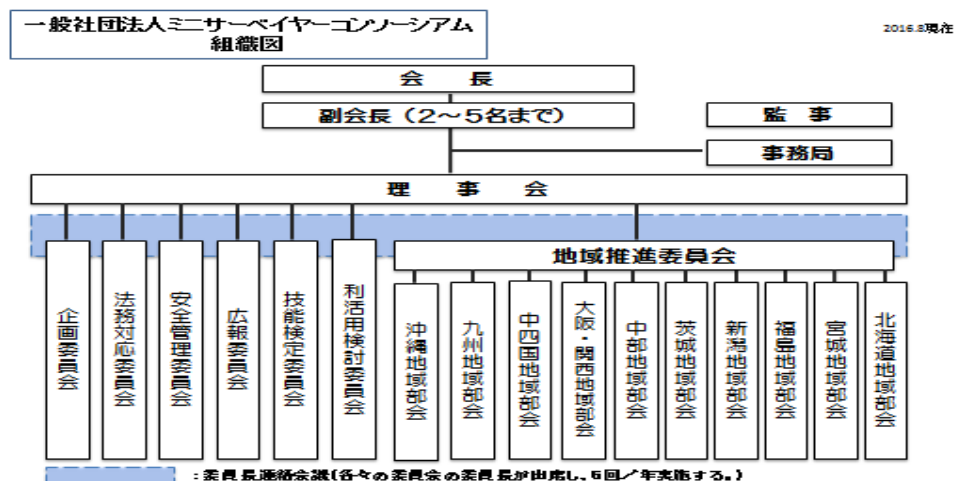 一般社団法人ミニサーベイヤーコンソーシアム
組織図
2016.8現在
会　長
副会長（2～5名まで）
監　事
事務局
理　事　会
地域推進委員会
企画委員会
法務対応委員会
安全管理委員会
広報委員会
技能検定委員会
利活用検討委員会
沖縄地域部会
九州地域部会
中四国地域部会
大阪・関西地域部会
中部地域部会
茨城地域部会
新潟地域部会
福島地域部会
宮城地域部会
北海道地域部会
：委員長連絡会議（各々の委員会の委員長が出席し、6回／年実施する。）